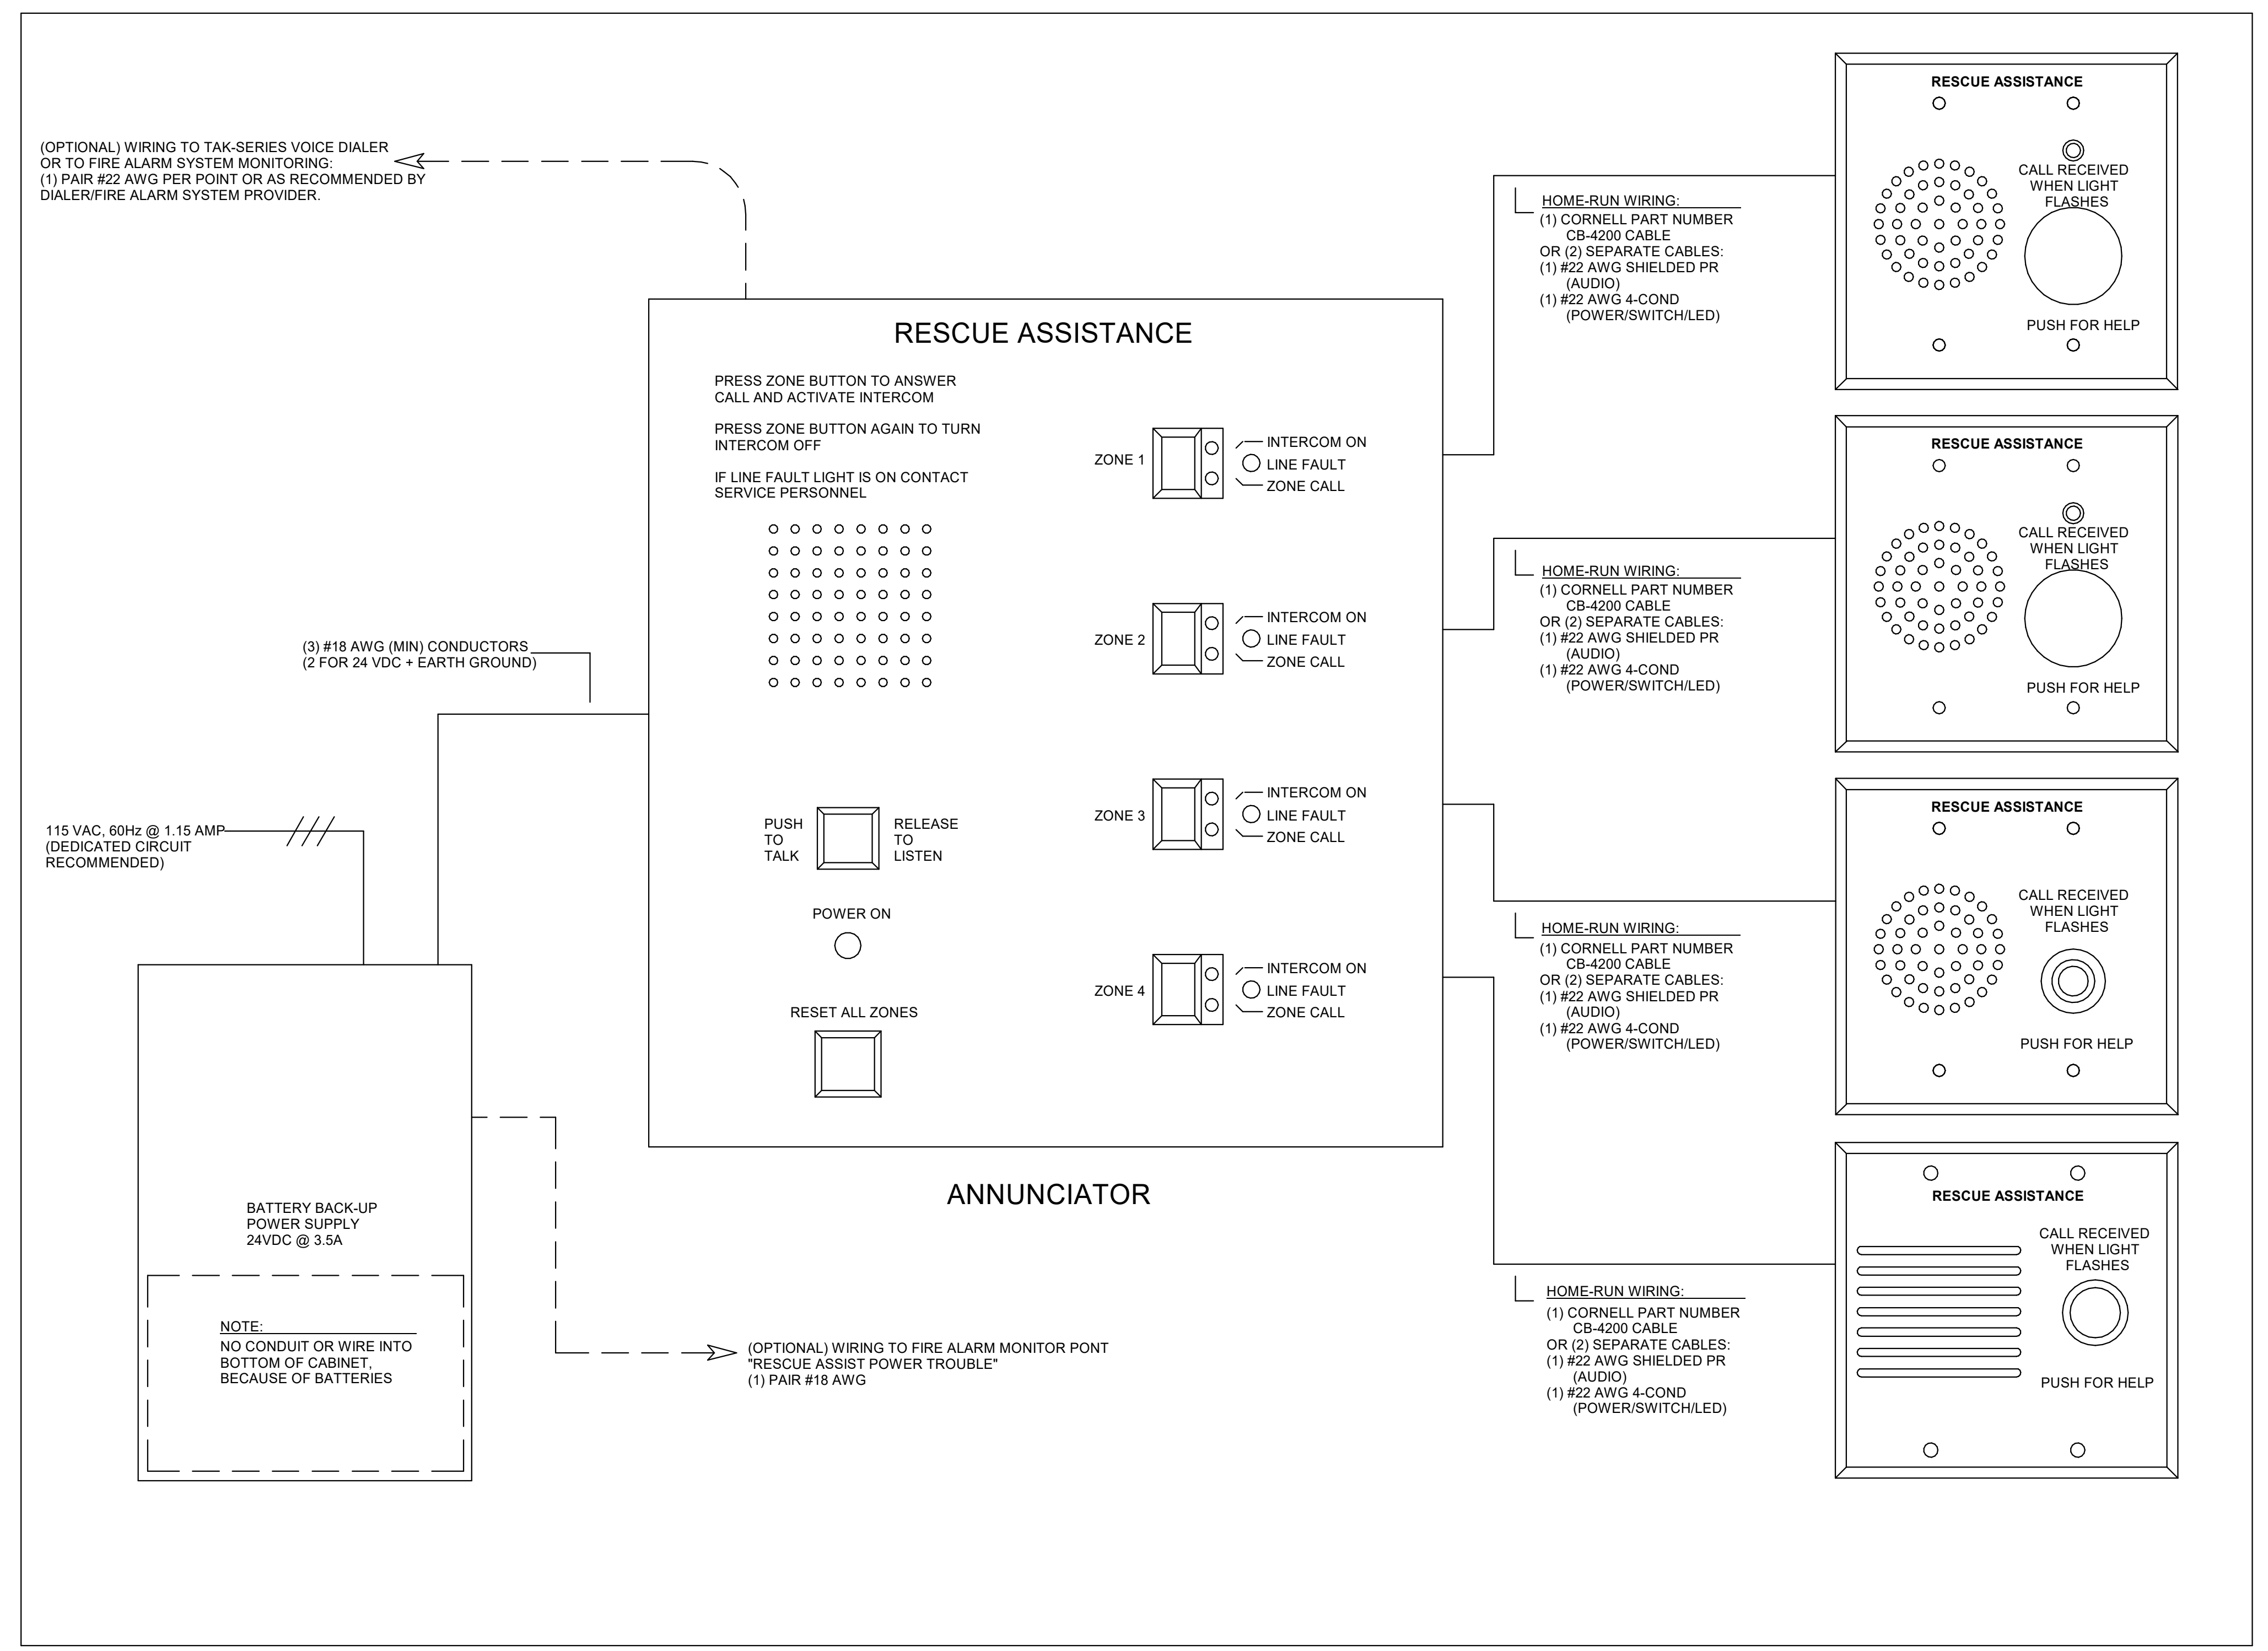 (OPTIONAL) WIRING TO TAK-SERIES VOICE DIALER
OR TO FIRE ALARM SYSTEM MONITORING:
(1) PAIR #22 AWG PER POINT OR AS RECOMMENDED BY
DIALER/FIRE ALARM SYSTEM PROVIDER.
(3) #18 AWG (MIN) CONDUCTORS
(2 FOR 24 VDC + EARTH GROUND)
115 VAC, 60Hz @ 1.15 AMP
(DEDICATED CIRCUIT
RECOMMENDED)
BATTERY BACK-UP
POWER SUPPLY
24VDC @ 3.5A
NOTE:
NO CONDUIT OR WIRE INTO
BOTTOM OF CABINET,
BECAUSE OF BATTERIES
(OPTIONAL) WIRING TO FIRE ALARM MONITOR PONT
"RESCUE ASSIST POWER TROUBLE"
(1) PAIR #18 AWG
RESCUE ASSISTANCE
PRESS ZONE BUTTON TO ANSWER
CALL AND ACTIVATE INTERCOM
PRESS ZONE BUTTON AGAIN TO TURN
INTERCOM OFF
IF LINE FAULT LIGHT IS ON CONTACT
SERVICE PERSONNEL
PUSH
TO
TALK
RELEASE
TO
LISTEN
POWER ON
RESET ALL ZONES
ZONE 1
INTERCOM ON
LINE FAULT
ZONE CALL
ZONE 2
INTERCOM ON
LINE FAULT
ZONE CALL
ZONE 3
INTERCOM ON
LINE FAULT
ZONE CALL
ZONE 4
INTERCOM ON
LINE FAULT
ZONE CALL
ANNUNCIATOR
HOME-RUN WIRING:
(1) CORNELL PART NUMBER
CB-4200 CABLE
OR (2) SEPARATE CABLES:
(1) #22 AWG SHIELDED PR
(AUDIO)
(1) #22 AWG 4-COND
(POWER/SWITCH/LED)
HOME-RUN WIRING:
(1) CORNELL PART NUMBER
CB-4200 CABLE
OR (2) SEPARATE CABLES:
(1) #22 AWG SHIELDED PR
(AUDIO)
(1) #22 AWG 4-COND
(POWER/SWITCH/LED)
HOME-RUN WIRING:
(1) CORNELL PART NUMBER
CB-4200 CABLE
OR (2) SEPARATE CABLES:
(1) #22 AWG SHIELDED PR
(AUDIO)
(1) #22 AWG 4-COND
(POWER/SWITCH/LED)
HOME-RUN WIRING:
(1) CORNELL PART NUMBER
CB-4200 CABLE
OR (2) SEPARATE CABLES:
(1) #22 AWG SHIELDED PR
(AUDIO)
(1) #22 AWG 4-COND
(POWER/SWITCH/LED)
RESCUE ASSISTANCE
CALL RECEIVED
WHEN LIGHT
FLASHES
PUSH FOR HELP
RESCUE ASSISTANCE
CALL RECEIVED
WHEN LIGHT
FLASHES
PUSH FOR HELP
RESCUE ASSISTANCE
CALL RECEIVED
WHEN LIGHT
FLASHES
PUSH FOR HELP
RESCUE ASSISTANCE
CALL RECEIVED
WHEN LIGHT
FLASHES
PUSH FOR HELP